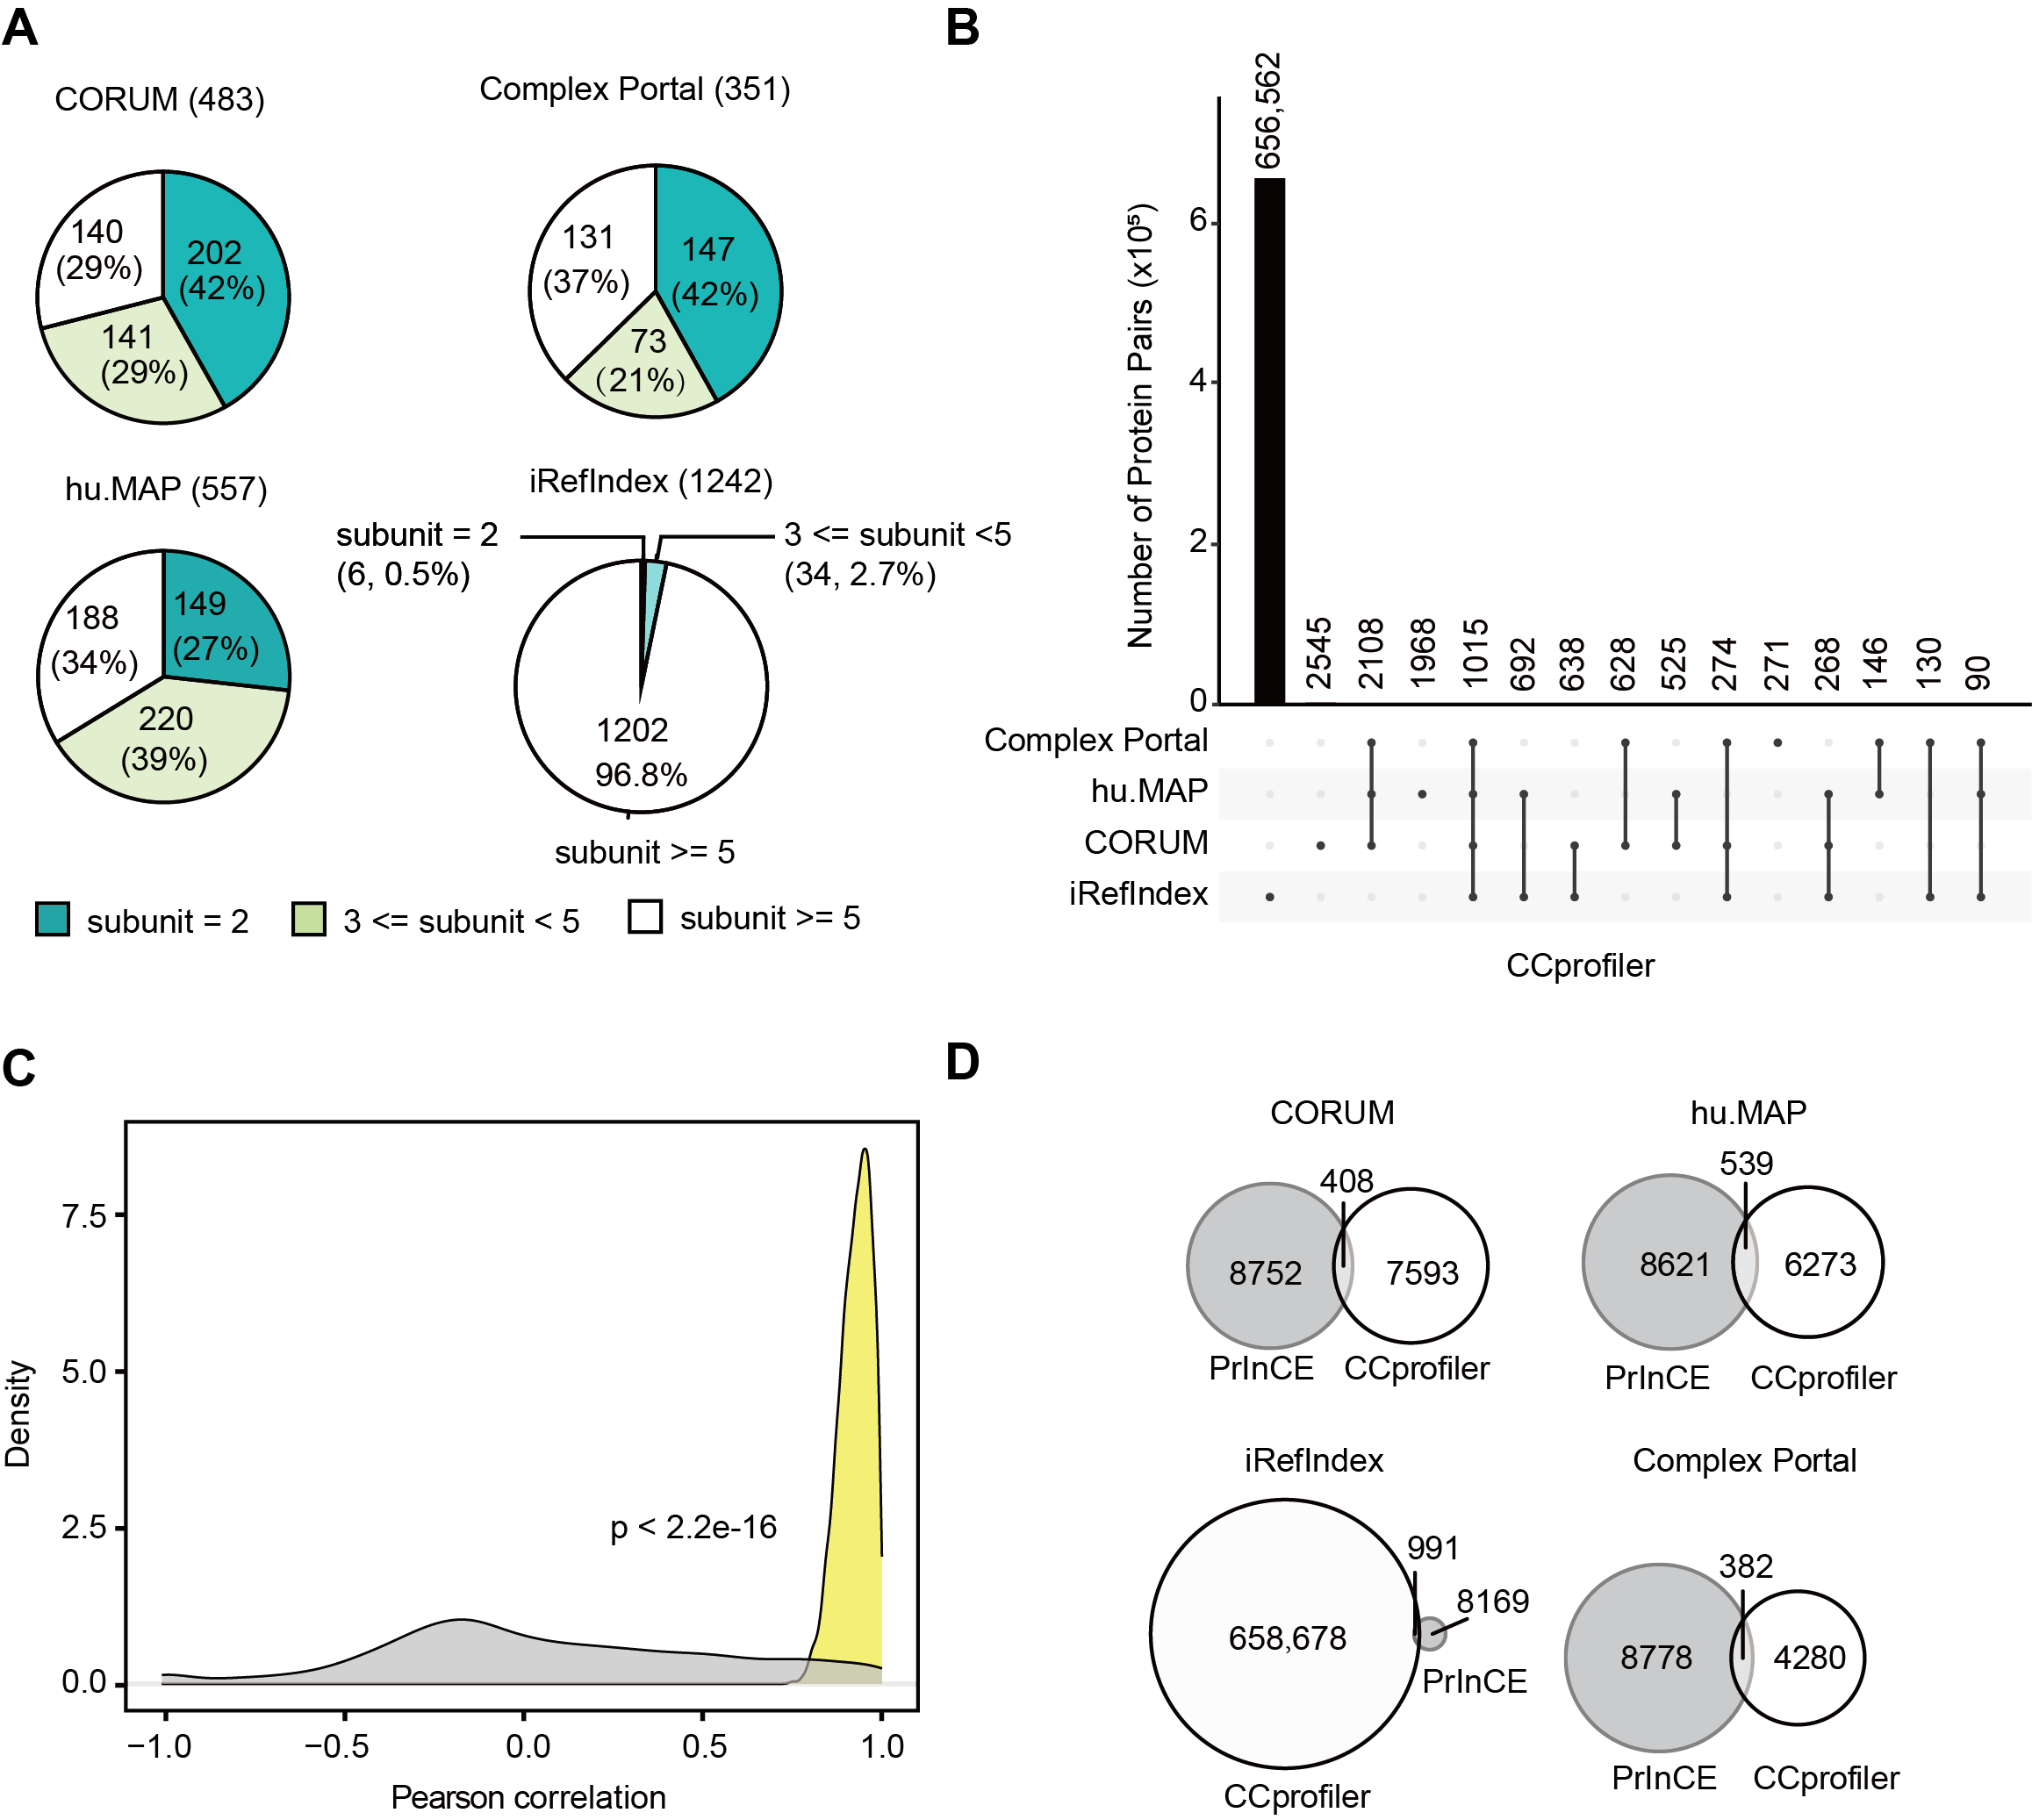 A
CORUM (483)
Complex Portal (351)
140
(29%)
202
(42%)
141
(29%)
131
(37%)
147
(42%)
73
(21%)
hu.MAP (557)
iRefIndex (1242)
188
(34%)
149
(27%)
220
(39%)
subunit = 2
(6, 0.5%)
3 <= subunit <5
(34, 2.7%)
1202
96.8%
subunit >= 5
subunit = 2
3 <= subunit < 5
subunit >= 5
B
Number of Protein Pairs (x10⁵)
6
4
2
0
656,562
2545
2108
1968
1015
692
638
628
525
274
271
268
146
130
90
Complex Portal
hu.MAP
CORUM
iRefIndex
CCprofiler
C
Density
7.5
5.0
2.5
0.0
p < 2.2e-16
−1.0
−0.5
0.0
0.5
1.0
Pearson correlation
D
CORUM
408
8752
7593
PrInCE
CCprofiler
hu.MAP
539
8621
6273
PrInCE
CCprofiler
iRefIndex
991
8169
658,678
PrInCE
CCprofiler
Complex Portal
382
8778
4280
PrInCE
CCprofiler